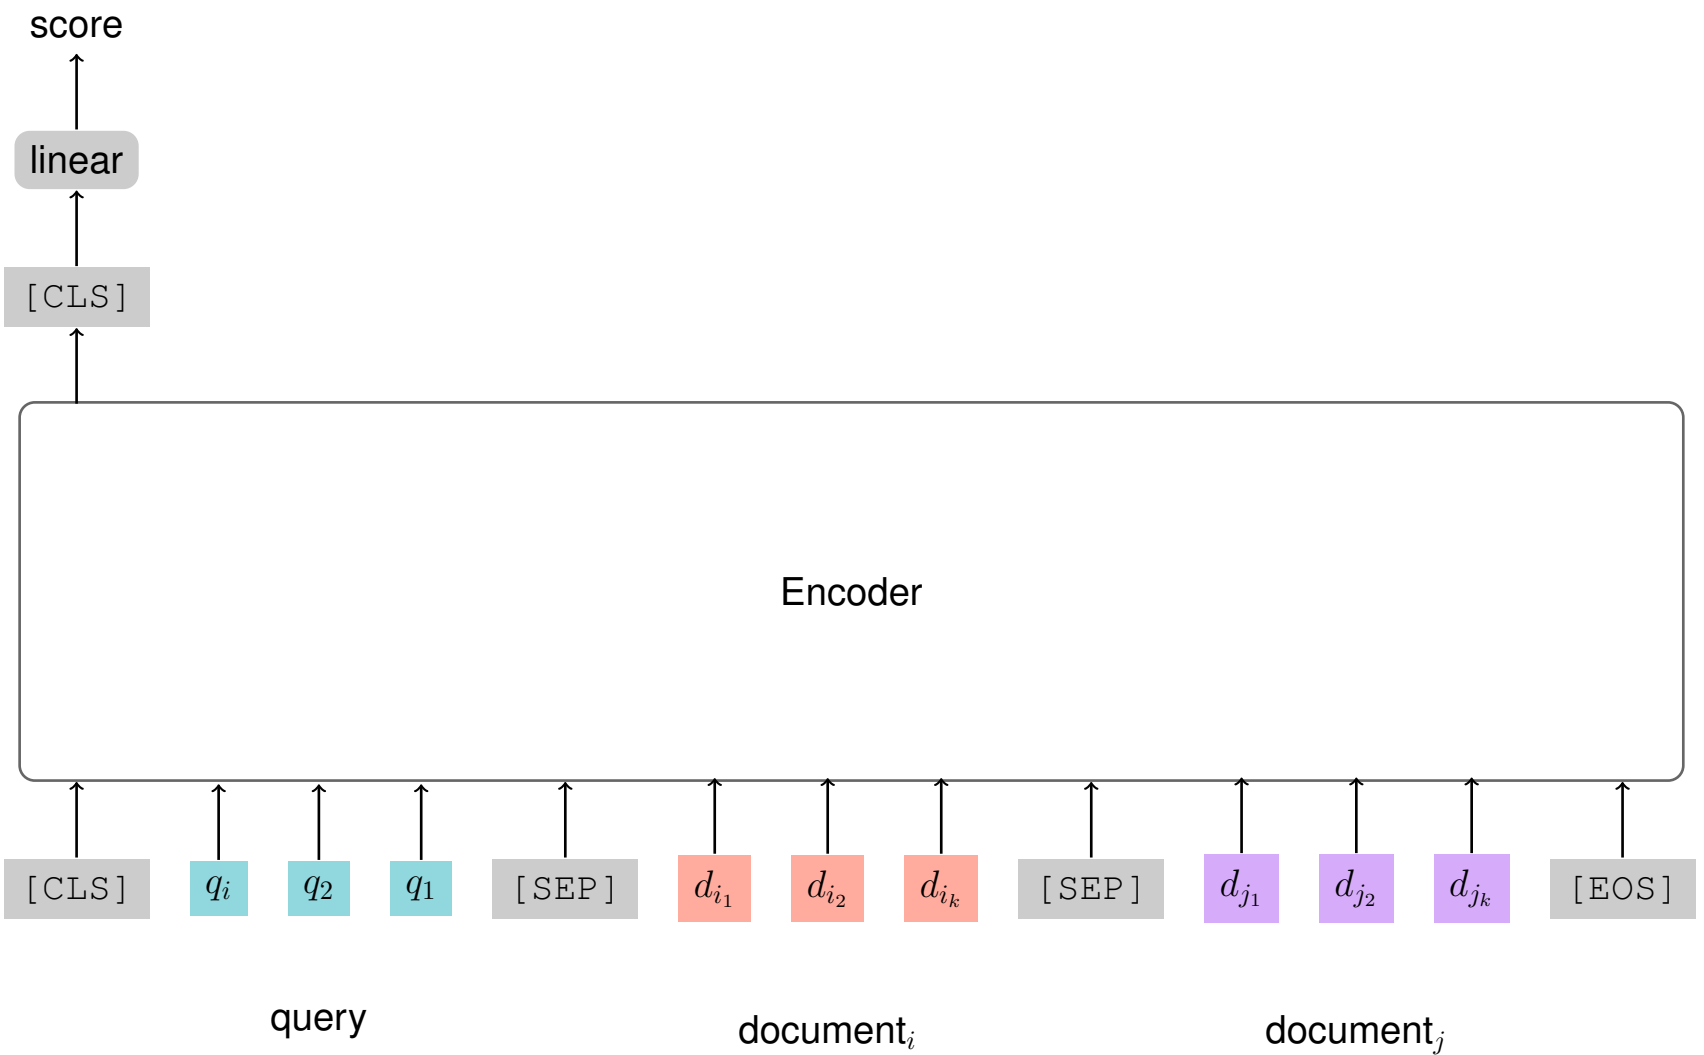 score
linear
[CLS]
Encoder
[CLS] q_i q_2 q_1 [SEP] d_{i_1} d_{i_2} d_{i_k} [SEP] d_{j_1} d_{j_2} d_{j_k} [EOS]
query document_i document_j